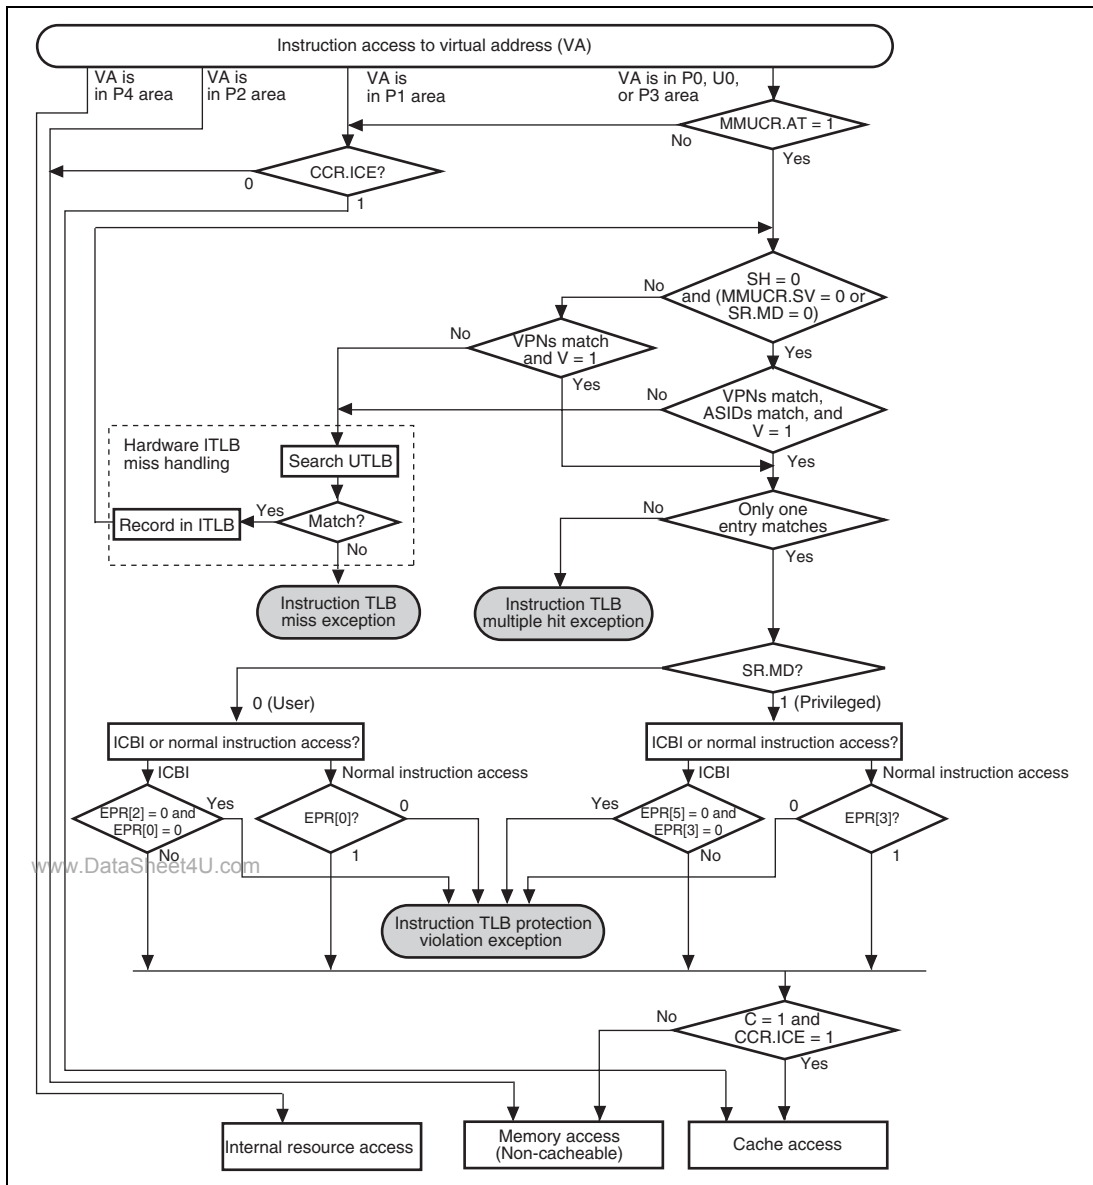 Instruction access to virtual address (VA)
VA is
in P4 area
VA is
in P2 area
VA is
in P1 area
VA is in P0, U0,
or P3 area
MMUCR.AT = 1
No
Yes
CCR.ICE?
0
1
SH = 0
and (MMUCR.SV = 0 or
SR.MD = 0)
No
Yes
VPNs match
and V = 1
No
Yes
VPNs match,
ASIDs match, and
V = 1
No
Yes
Hardware ITLB
miss handling
Search UTLB
Match?
Yes
No
Record in ITLB
Only one
entry matches
No
Yes
Instruction TLB
miss exception
Instruction TLB
multiple hit exception
SR.MD?
0 (User)
1 (Privileged)
ICBI or normal instruction access?
ICBI or normal instruction access?
ICBI
Normal instruction access
ICBI
Normal instruction access
EPR[2] = 0 and
EPR[0] = 0
Yes
No
EPR[0]?
0
1
EPR[5] = 0 and
EPR[3] = 0
Yes
No
EPR[3]?
0
1
www.DataSheet4U.com
Instruction TLB protection
violation exception
C = 1 and
CCR.ICE = 1
No
Yes
Internal resource access
Memory access
(Non-cacheable)
Cache access